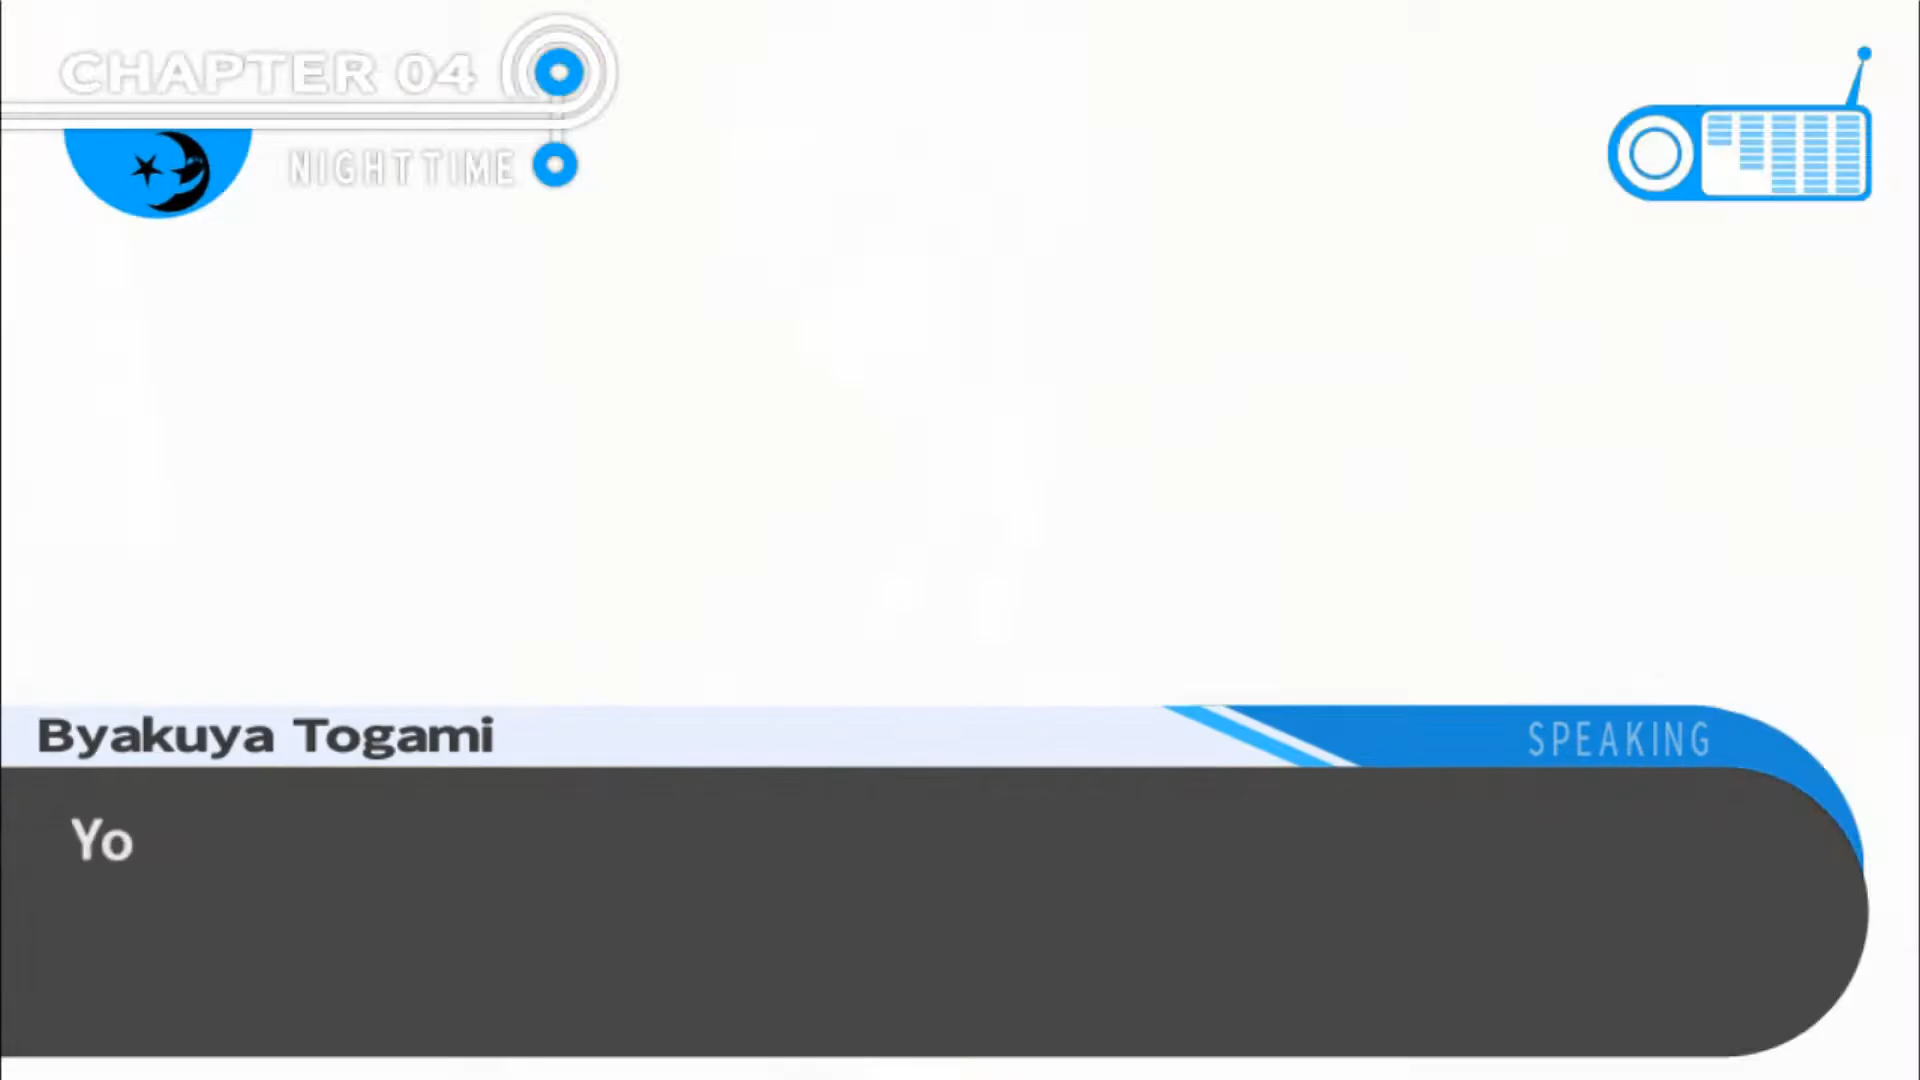 CHAPTER 04
NIGHTTIME
Byakuya Togami
SPEAKING
Yo